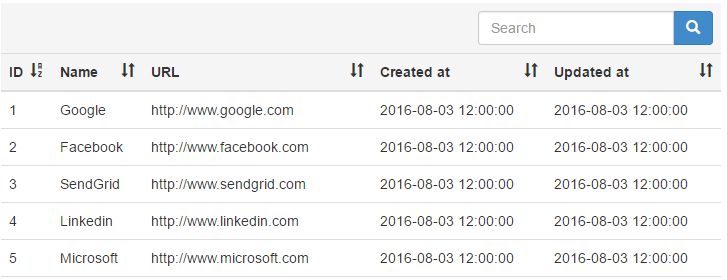 Search
ID Name URL Created at Updated at
1 Google http://www.google.com 2016-08-03 12:00:00 2016-08-03 12:00:00
2 Facebook http://www.facebook.com 2016-08-03 12:00:00 2016-08-03 12:00:00
3 SendGrid http://www.sendgrid.com 2016-08-03 12:00:00 2016-08-03 12:00:00
4 Linkedin http://www.linkedin.com 2016-08-03 12:00:00 2016-08-03 12:00:00
5 Microsoft http://www.microsoft.com 2016-08-03 12:00:00 2016-08-03 12:00:00